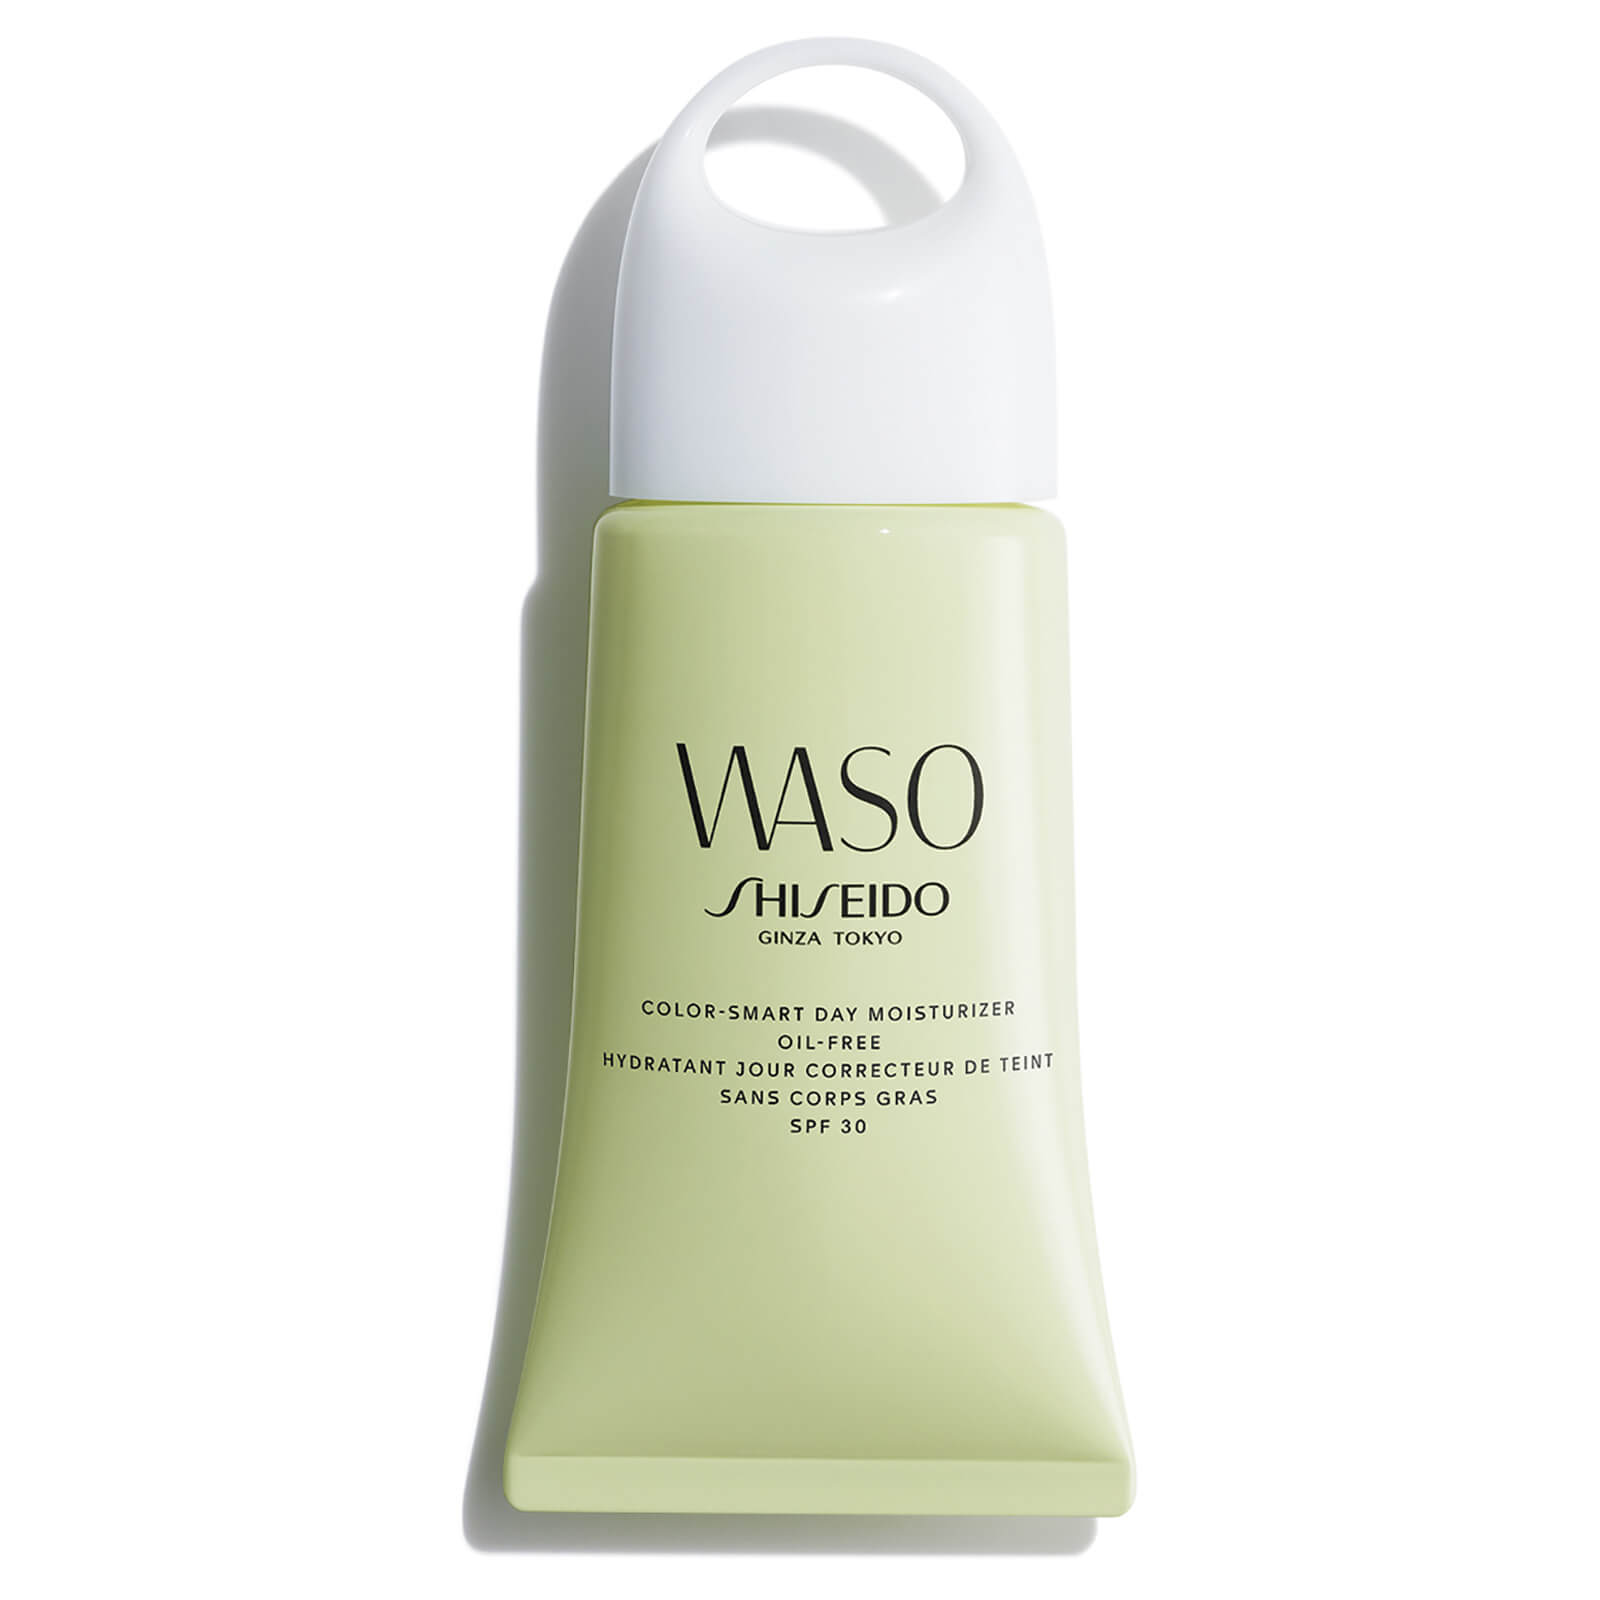 WASO
SHISEIDO
GINZA TOKYO
COLOR-SMART DAY MOISTURIZER
OIL-FREE
HYDRATANT JOUR CORRECTEUR DE TEINT
SANS CORPS GRAS
SPF 30